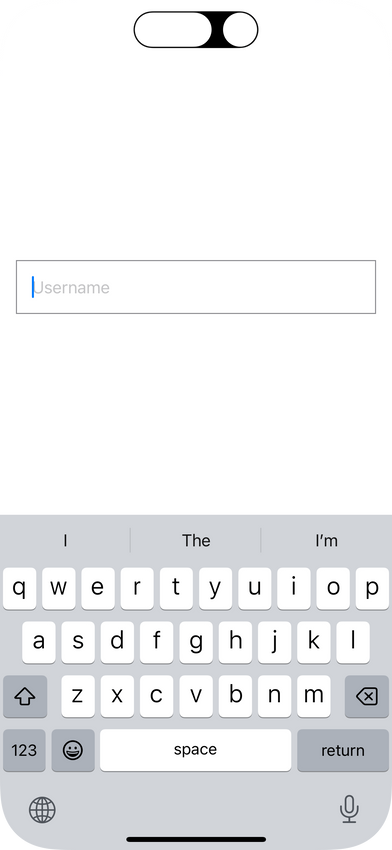 Username
I The I'm
q w e r t y u i o p
a s d f g h j k l
z x c v b n m
123 space return